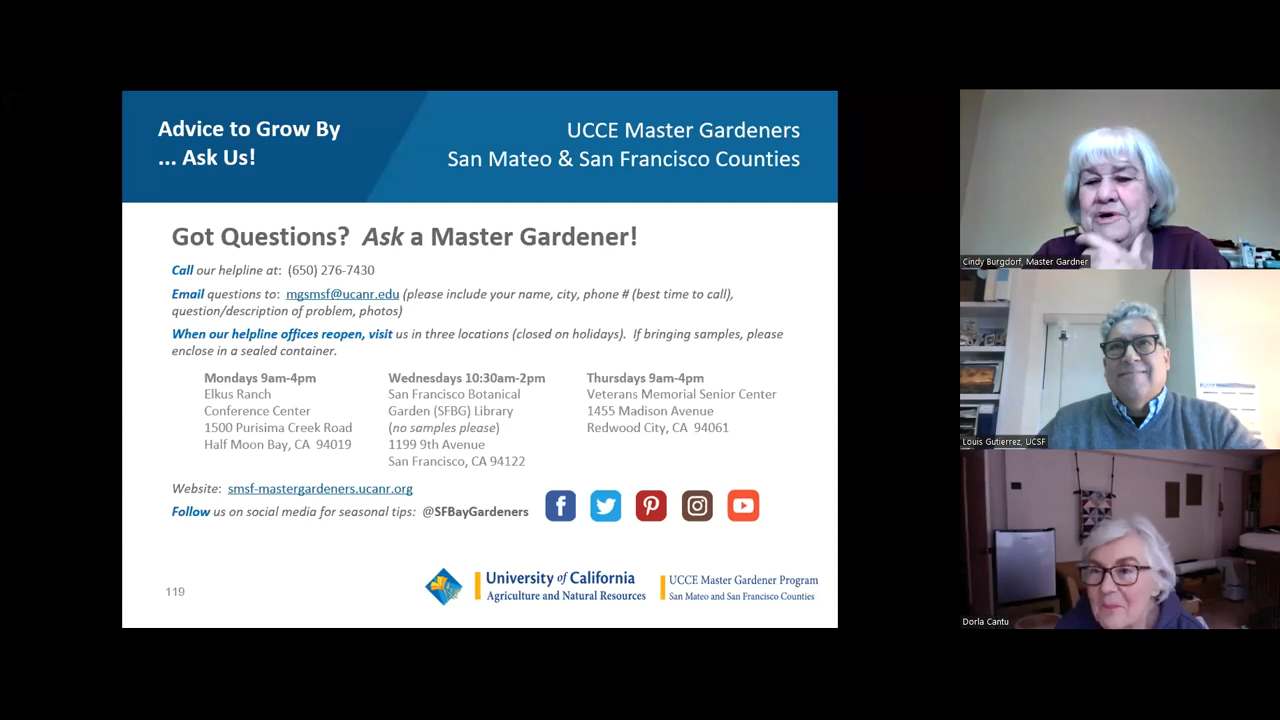 Advice to Grow By
... Ask Us!
UCCE Master Gardeners
San Mateo & San Francisco Counties
Got Questions? Ask a Master Gardener!
Call our helpline at: (650) 276-7430
Email questions to: mgsmsf@ucanr.edu (please include your name, city, phone # (best time to call),
question/description of problem, photos)
When our helpline offices reopen, visit us in three locations (closed on holidays). If bringing samples, please
enclose in a sealed container.
Mondays 9am-4pm
Elkus Ranch
Conference Center
1500 Purisima Creek Road
Half Moon Bay, CA 94019
Wednesdays 10:30am-2pm
San Francisco Botanical
Garden (SFBG) Library
(no samples please)
1199 9th Avenue
San Francisco, CA 94122
Thursdays 9am-4pm
Veterans Memorial Senior Center
1455 Madison Avenue
Redwood City, CA 94061
Website: smsf-mastergardeners.ucanr.org
Follow us on social media for seasonal tips: @SFBayGardeners
119
University of California
Agriculture and Natural Resources
UCCE Master Gardener Program
San Mateo and San Francisco Counties
Cindy Burgdorf, Master Gardner
Louis Gutierrez, UCSF
Dorla Cantu